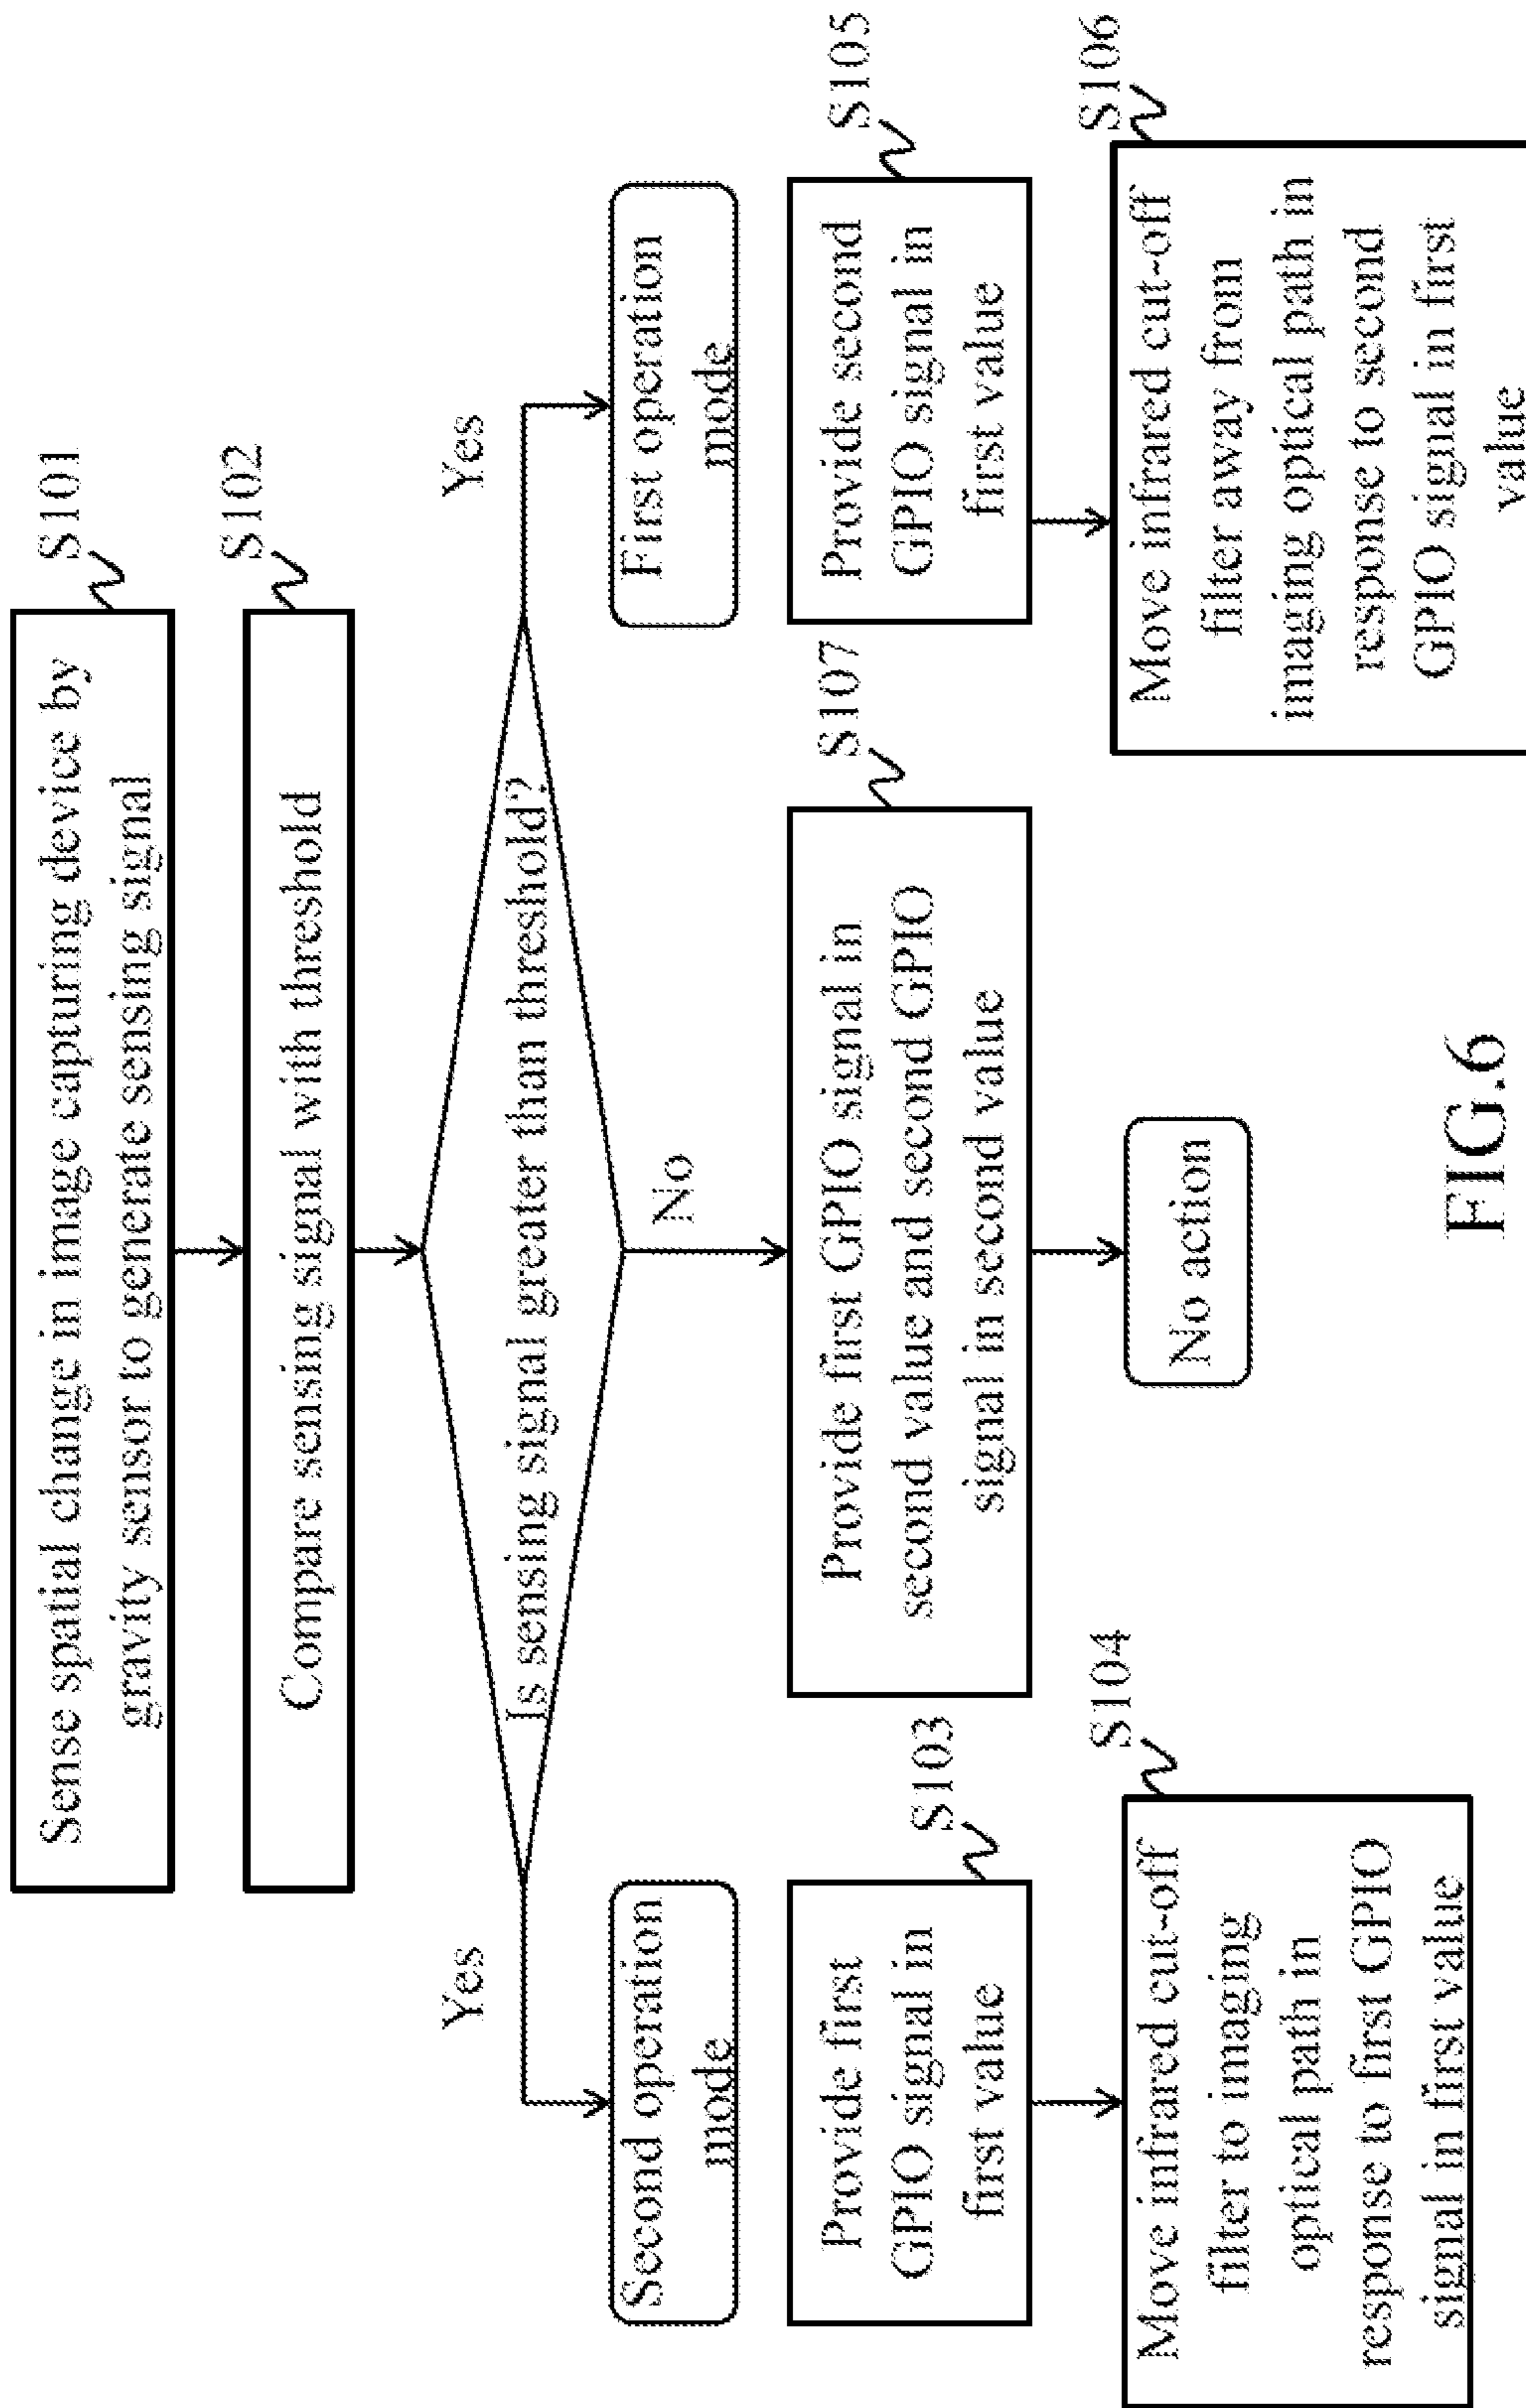 Sense spatial change in image capturing device by
gravity sensor to generate sensing signal
S101
Compare sensing signal with threshold
S102
Is sensing signal greater than threshold?
Yes
No
Yes
Second operation
mode
First operation
mode
Provide first
GPIO signal in
first value
S103
Provide first GPIO signal in
second value and second GPIO
signal in second value
S107
Provide second
GPIO signal in
first value
S105
Move infrared cut-off
filter to imaging
optical path in
response to first GPIO
signal in first value
S104
No action
Move infrared cut-off
filter away from
imaging optical path in
response to second
GPIO signal in first
value
S106
FIG.6